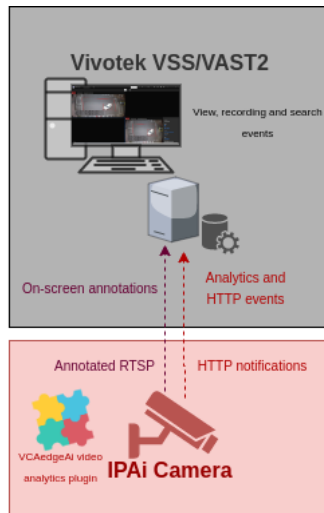 Vivotek VSS/VAST2
View, recording and search
events
On-screen annotations
Analytics and
HTTP events
Annotated RTSP
HTTP notifications
VCAedgeAi video
analytics plugin
IPAi Camera